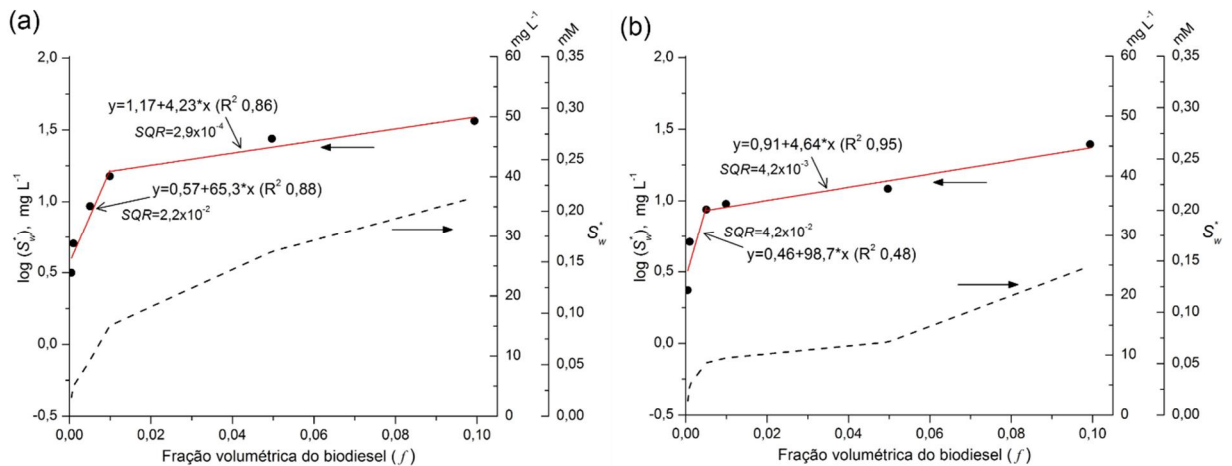 (a)
mg L⁻¹
mM
2,0
1,5
1,0
0,5
0,0
-0,5
log (S*w), mg L⁻¹
y=1,17+4,23*x (R² 0,86)
SQR=2,9x10⁻⁴
y=0,57+65,3*x (R² 0,88)
SQR=2,2x10⁻²
60
50
40
30
20
10
0
0,35
0,30
0,25
0,20
0,15
0,10
0,05
0,00
S*w
0,00 0,02 0,04 0,06 0,08 0,10
Fração volumétrica do biodiesel (f)
(b)
mg L⁻¹
mM
2,0
1,5
1,0
0,5
0,0
-0,5
log (S*w), mg L⁻¹
y=0,91+4,64*x (R² 0,95)
SQR=4,2x10⁻³
SQR=4,2x10⁻²
y=0,46+98,7*x (R² 0,48)
60
50
40
30
20
10
0
0,35
0,30
0,25
0,20
0,15
0,10
0,05
0,00
S*w
0,00 0,02 0,04 0,06 0,08 0,10
Fração volumétrica do biodiesel (f)